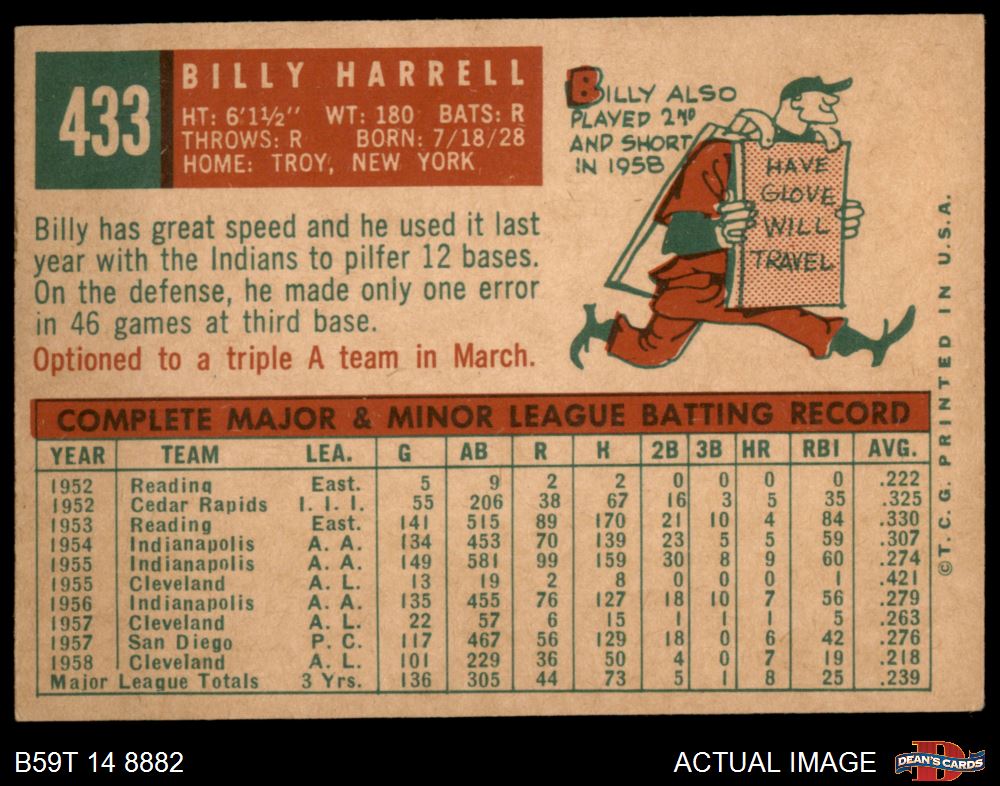 433
BILLY HARRELL
HT: 6'1½" WT: 180 BATS: R
THROWS: R BORN: 7/18/28
HOME: TROY, NEW YORK
BILLY ALSO
PLAYED 2ND
AND SHORT
IN 1958
HAVE
GLOVE
WILL
TRAVEL
Billy has great speed and he used it last
year with the Indians to pilfer 12 bases.
On the defense, he made only one error
in 46 games at third base.
Optioned to a triple A team in March.
COMPLETE MAJOR & MINOR LEAGUE BATTING RECORD
YEAR TEAM LEA. G AB R H 2B 3B HR RBI AVG.
1952 Reading East. 5 9 2 2 0 0 0 0 .222
1952 Cedar Rapids I. I. I. 55 206 38 67 16 3 5 35 .325
1953 Reading East. 141 515 89 170 21 10 4 84 .330
1954 Indianapolis A. A. 134 453 70 139 23 5 5 59 .307
1955 Indianapolis A. A. 149 581 99 159 30 8 9 60 .274
1955 Cleveland A. L. 13 19 2 8 0 0 0 1 .421
1956 Indianapolis A. A. 135 455 76 127 18 10 7 56 .279
1957 Cleveland A. L. 22 57 6 15 1 1 1 5 .263
1957 San Diego P. C. 117 467 56 129 18 0 6 42 .276
1958 Cleveland A. L. 101 229 36 50 4 0 7 19 .218
Major League Totals 3 Yrs. 136 305 44 73 5 1 8 25 .239
© T. C. G. PRINTED IN U.S.A.
B59T 14 8882
ACTUAL IMAGE
DEAN'S CARDS